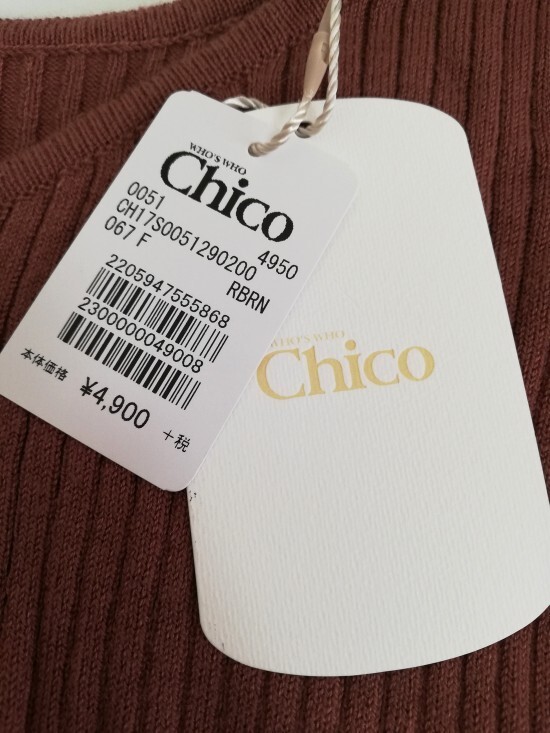 WHO'S WHO
Chico
0051 4950
CH17S0051290200
067 F RBRN
2205947555868
2300000049008
本体価格 ¥4,900 +税
WHO'S WHO
Chico